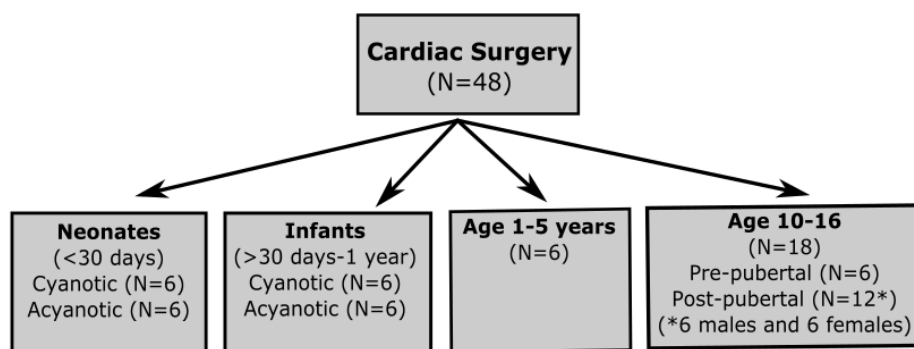 Cardiac Surgery
(N=48)
Neonates
(<30 days)
Cyanotic (N=6)
Acyanotic (N=6)
Infants
(>30 days-1 year)
Cyanotic (N=6)
Acyanotic (N=6)
Age 1-5 years
(N=6)
Age 10-16
(N=18)
Pre-pubertal (N=6)
Post-pubertal (N=12*)
(*6 males and 6 females)